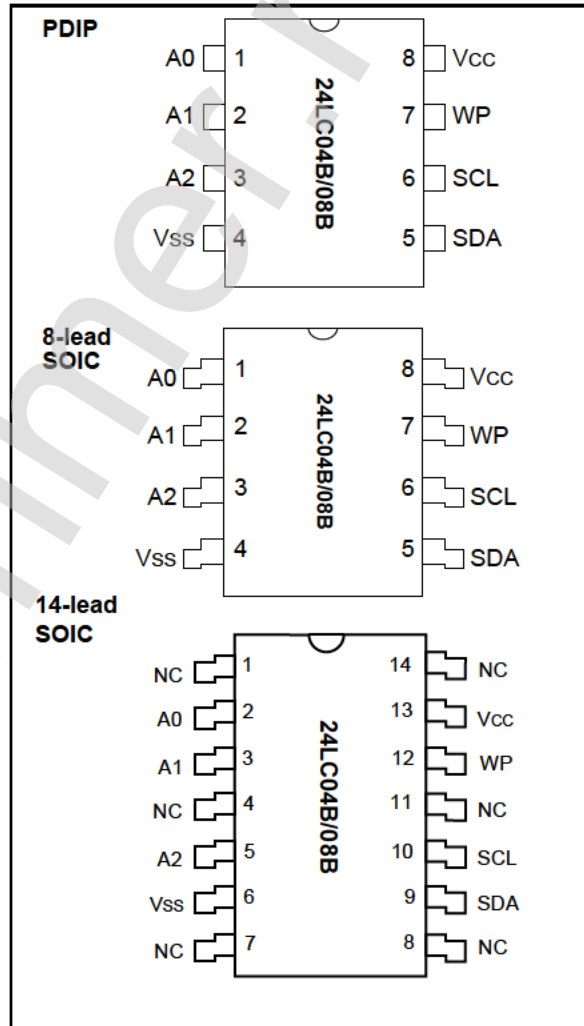 PDIP
A0 1 8 VCC
A1 2 7 WP
A2 3 6 SCL
VSS 4 5 SDA
24LC04B/08B
8-lead
SOIC
A0 1 8 VCC
A1 2 7 WP
A2 3 6 SCL
VSS 4 5 SDA
24LC04B/08B
14-lead
SOIC
NC 1 14 NC
A0 2 13 VCC
A1 3 12 WP
NC 4 11 NC
A2 5 10 SCL
VSS 6 9 SDA
NC 7 8 NC
24LC04B/08B